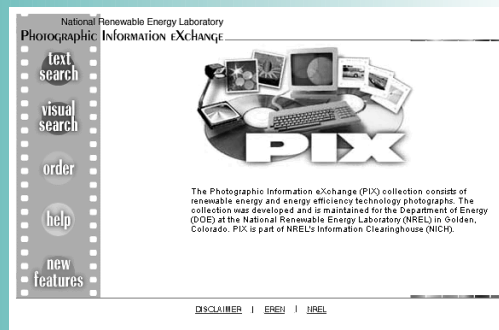 National Renewable Energy Laboratory
Photographic Information eXchange
text
search
visual
search
order
help
new
features
PIX
The Photographic Information eXchange (PIX) collection consists of
renewable energy and energy efficiency technology photographs. The
collection was developed and is maintained for the Department of Energy
(DOE) at the National Renewable Energy Laboratory (NREL) in Golden,
Colorado. PIX is part of NREL's Information Clearinghouse (NICH).
DISCLAIMER | EREN | NREL